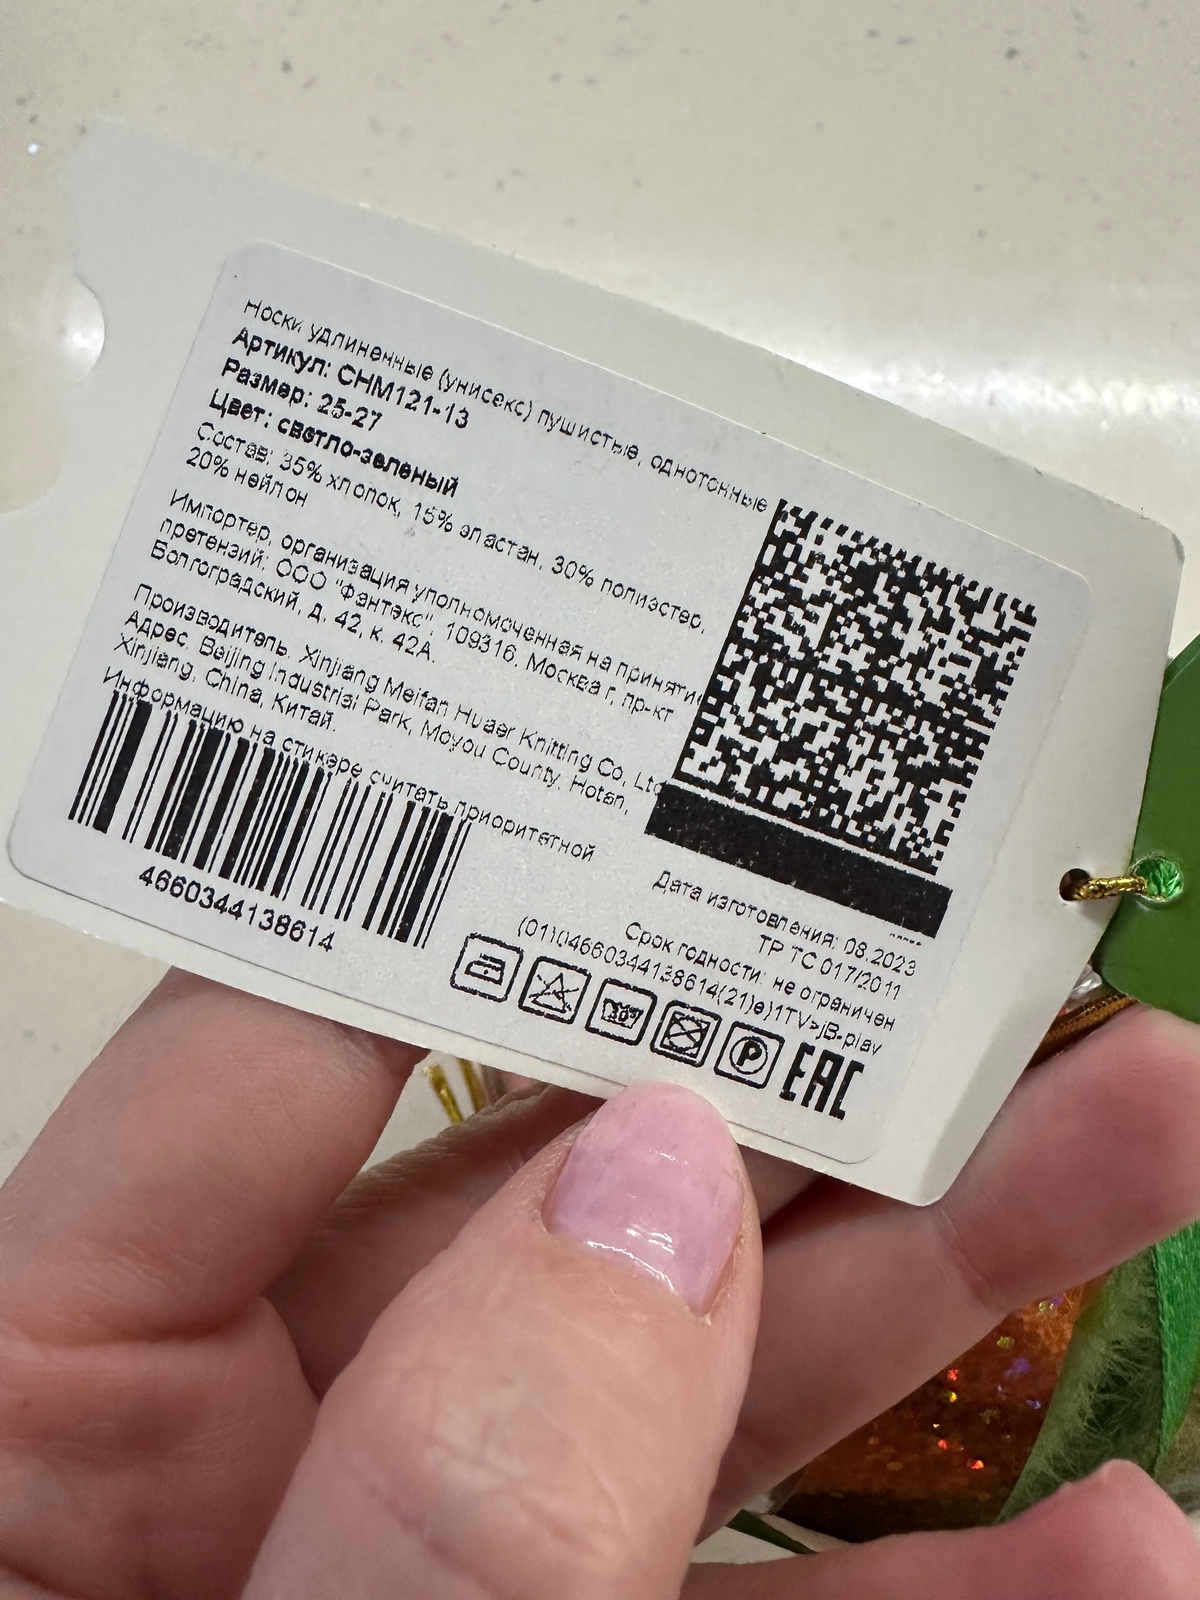 Носки удлиненные (унисекс) пушистые, однотонные
Артикул: CHM121-13
Размер: 25-27
Цвет: светло-зеленый
Состав: 35% хлопок, 15% эластан, 30% полиэстер,
20% нейлон
Импортер, организация уполномоченная на принятие
претензий: ООО "Фантэкс", 109316, Москва г, пр-кт
Волгоградский, д. 42, к. 42А.
Производитель: Xinjiang Meifan Huaer Knitting Co, Ltd
Адрес: Beijing Industrial Park, Moyou County, Hotan,
Xinjiang, China, Китай.
Информацию на стикере считать приоритетной
4660344138614
Дата изготовления: 08.2023
ТР ТС 017/2011
Срок годности: не ограничен
(01)04660344138614(21)e)1TV>jB-plav
30°
P
EAC